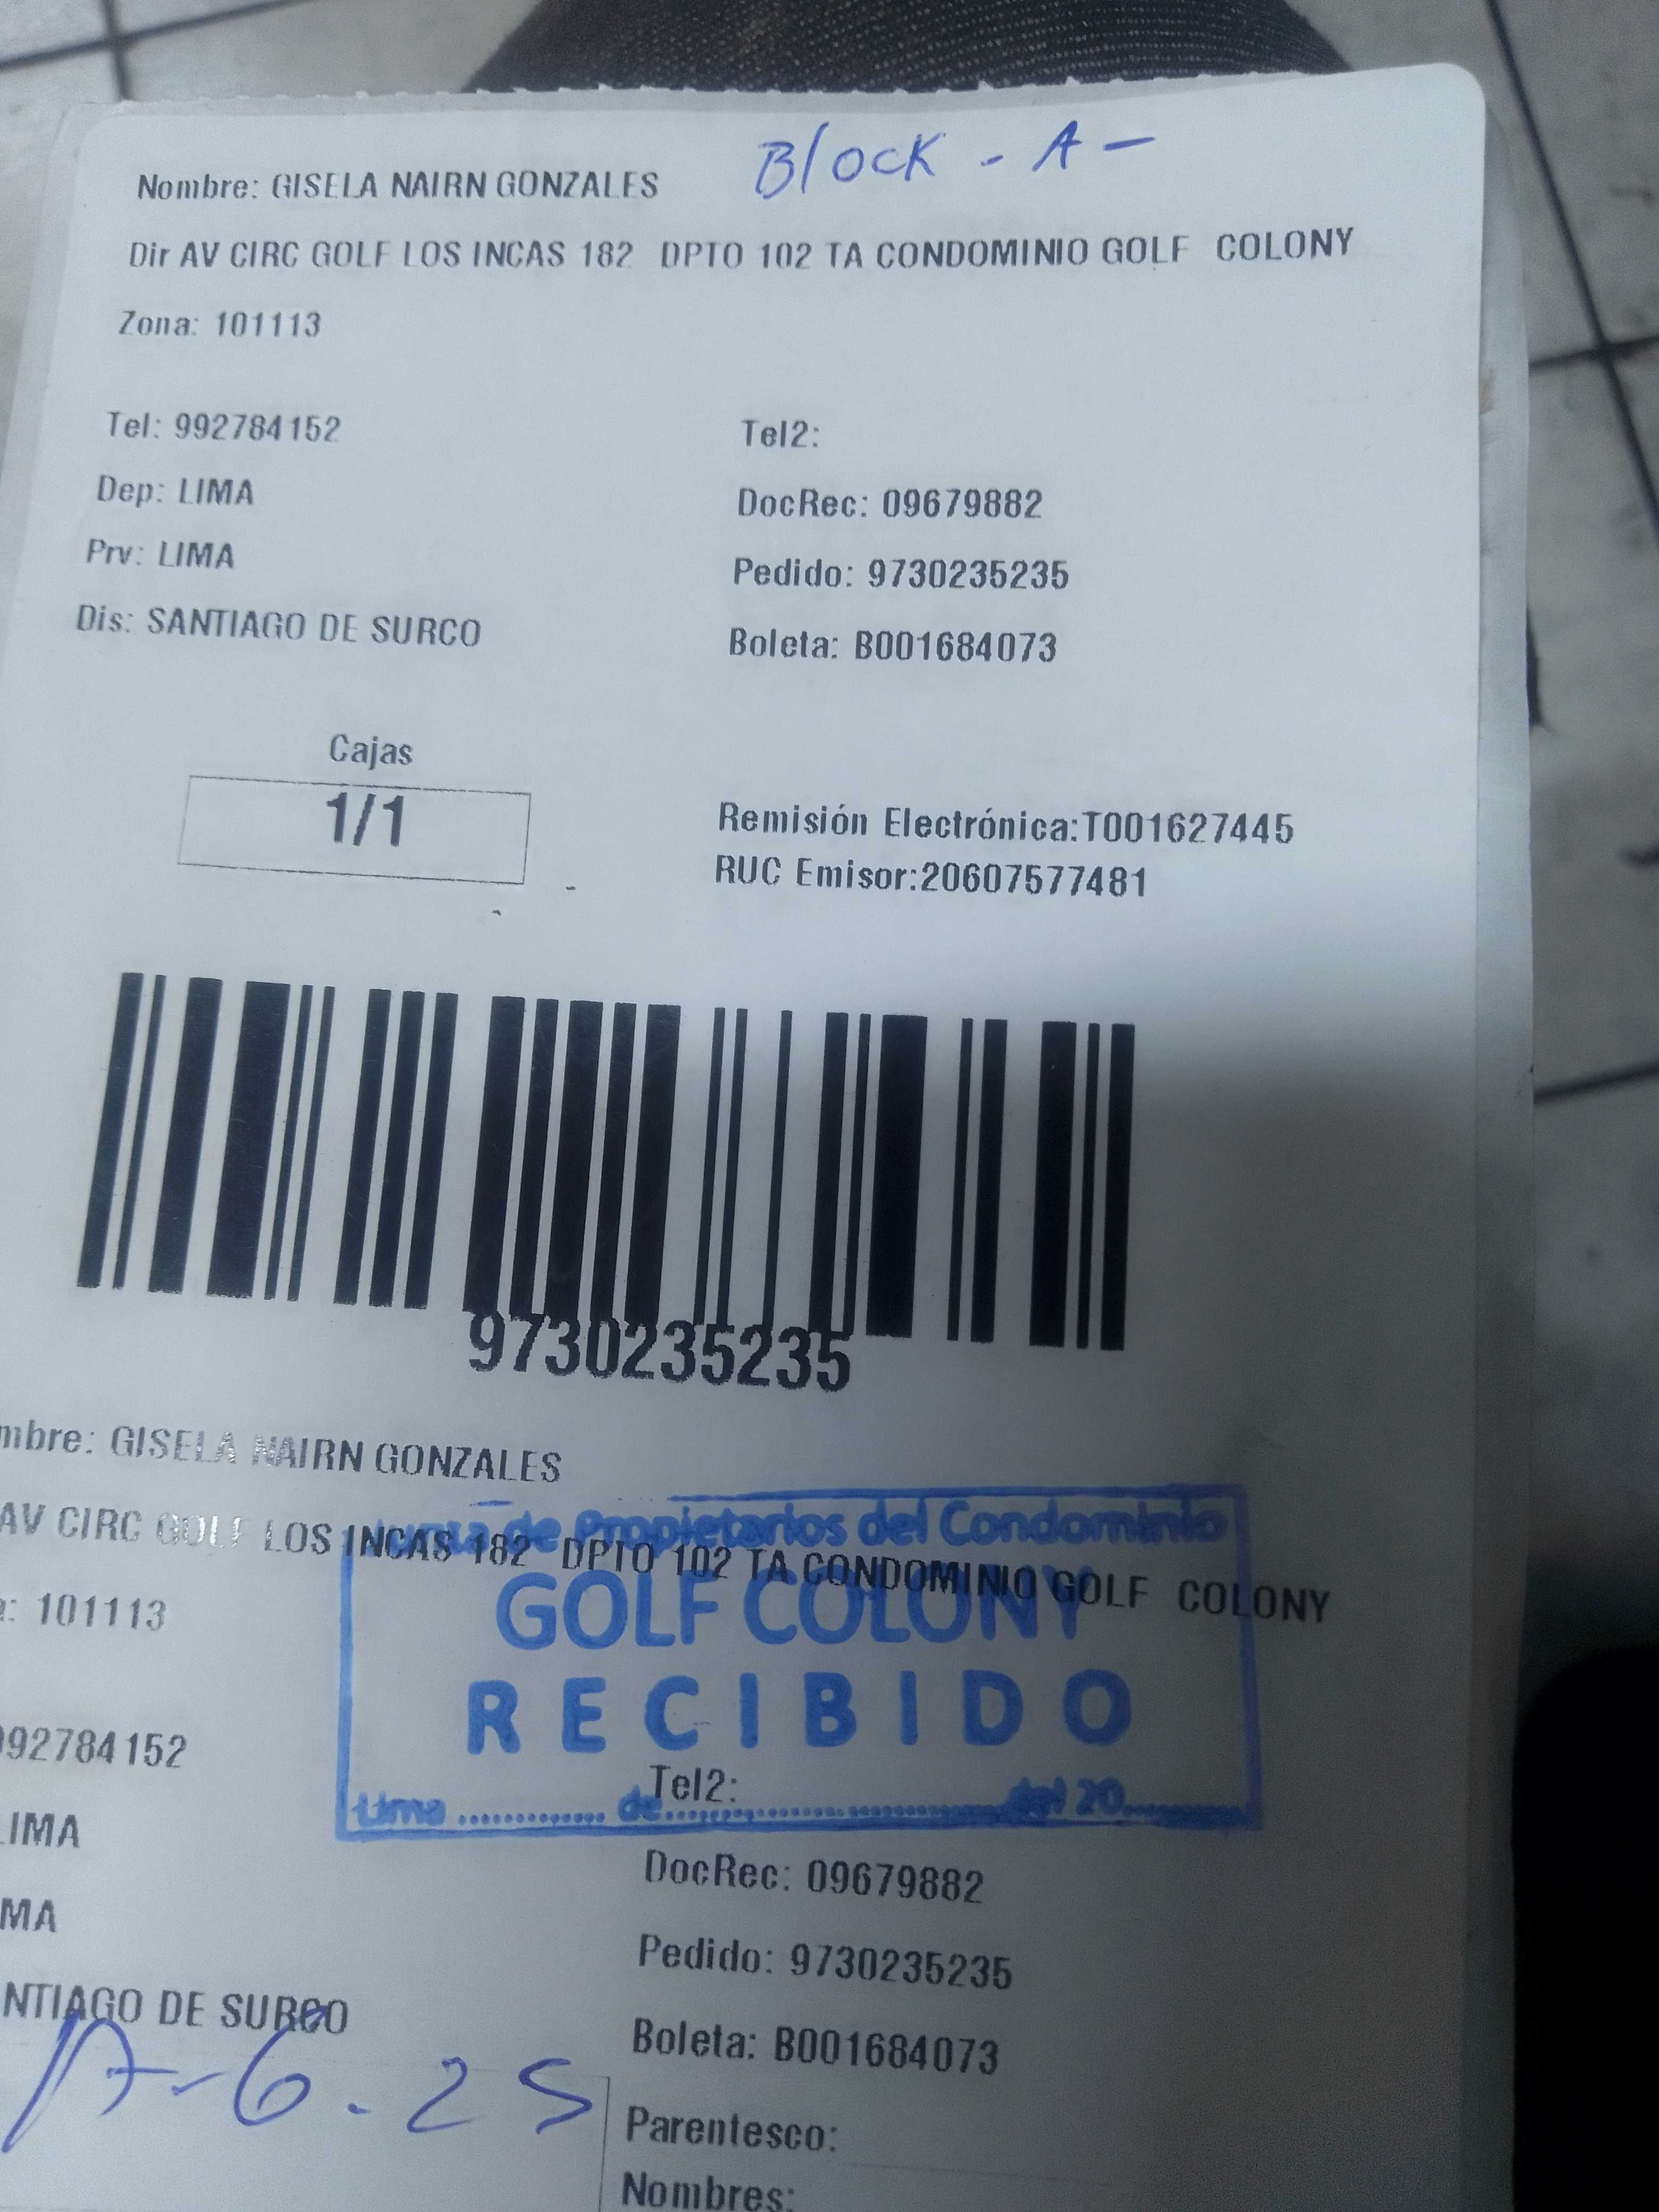 Block - A -
Nombre: GISELA NAIRN GONZALES
Dir AV CIRC GOLF LOS INCAS 182 DPTO 102 TA CONDOMINIO GOLF COLONY
Zona: 101113
Tel: 992784152
Tel2:
Dep: LIMA
DocRec: 09679882
Prv: LIMA
Pedido: 9730235235
Dis: SANTIAGO DE SURCO
Boleta: B001684073
Cajas
1/1
Remisión Electrónica:T001627445
RUC Emisor:20607577481
9730235235
mbre: GISELA NAIRN GONZALES
de Propietarios del Condominio
AV CIRC GOLF LOS INCAS 182 DPTO 102 TA CONDOMINIO GOLF COLONY
GOLF COLONY
: 101113
RECIBIDO
992784152
Tel2:
Lima ............ de ........................ del 20.........
LIMA
DocRec: 09679882
MA
Pedido: 9730235235
NTIAGO DE SURCO
Boleta: B001684073
-6.25
Parentesco:
Nombres: